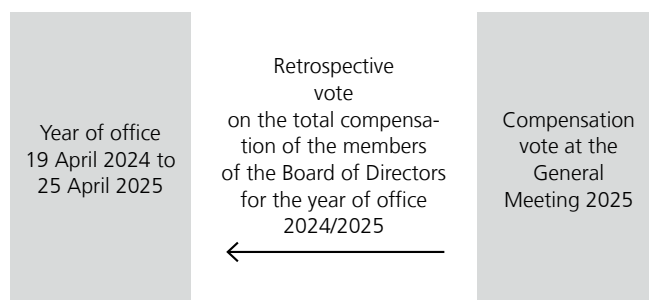 Year of office
19 April 2024 to
25 April 2025
Retrospective
vote
on the total compensa-
tion of the members
of the Board of Directors
for the year of office
2024/2025
Compensation
vote at the
General
Meeting 2025